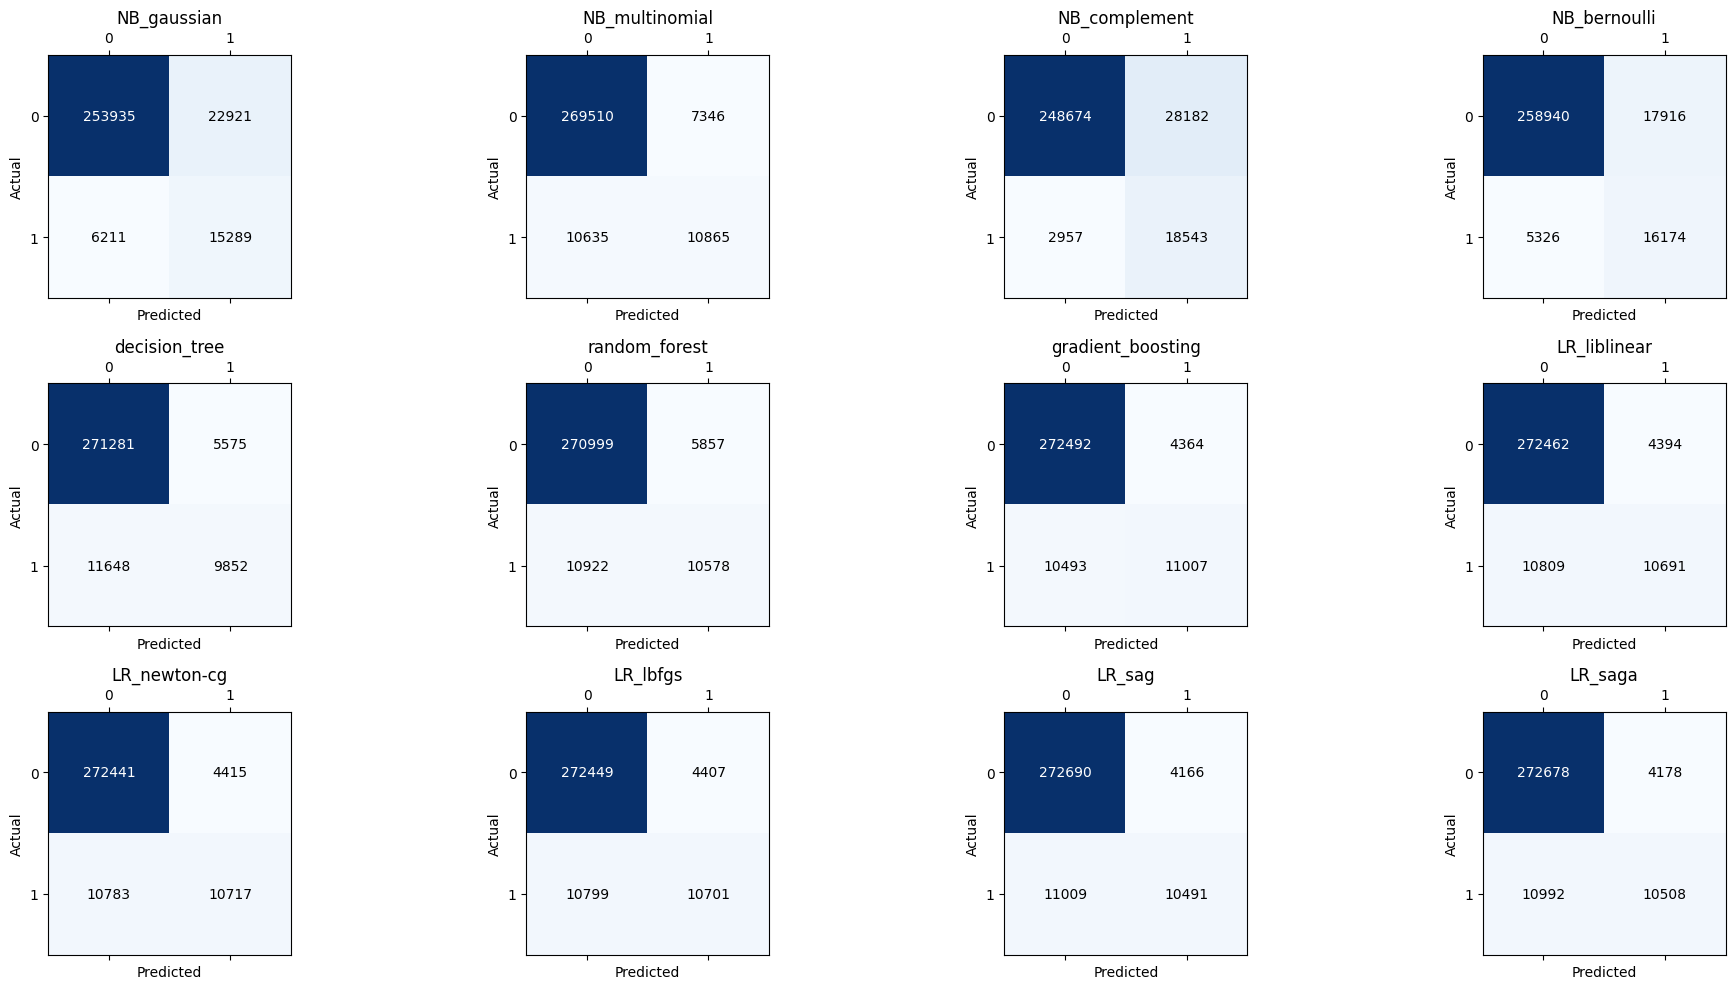 NB_gaussian
0 1
0 253935 22921
Actual
1 6211 15289
Predicted
NB_multinomial
0 1
0 269510 7346
Actual
1 10635 10865
Predicted
NB_complement
0 1
0 248674 28182
Actual
1 2957 18543
Predicted
NB_bernoulli
0 1
0 258940 17916
Actual
1 5326 16174
Predicted
decision_tree
0 1
0 271281 5575
Actual
1 11648 9852
Predicted
random_forest
0 1
0 270999 5857
Actual
1 10922 10578
Predicted
gradient_boosting
0 1
0 272492 4364
Actual
1 10493 11007
Predicted
LR_liblinear
0 1
0 272462 4394
Actual
1 10809 10691
Predicted
LR_newton-cg
0 1
0 272441 4415
Actual
1 10783 10717
Predicted
LR_lbfgs
0 1
0 272449 4407
Actual
1 10799 10701
Predicted
LR_sag
0 1
0 272690 4166
Actual
1 11009 10491
Predicted
LR_saga
0 1
0 272678 4178
Actual
1 10992 10508
Predicted